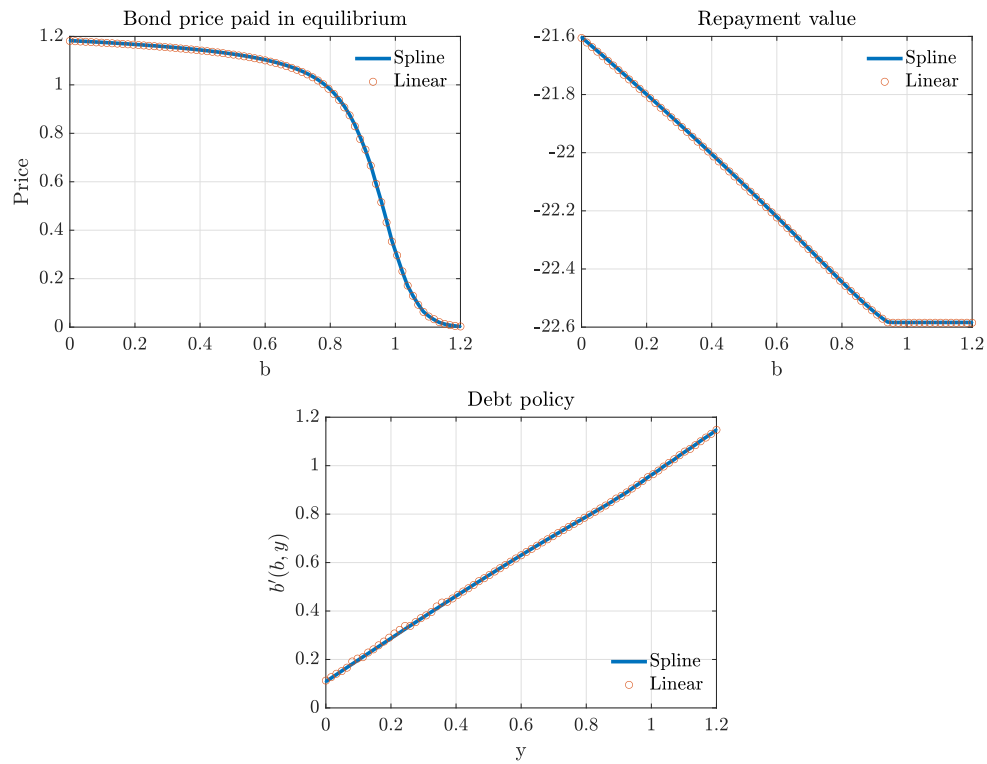 Bond price paid in equilibrium
1.2
1
0.8
0.6
0.4
0.2
0
Price
Spline
Linear
0 0.2 0.4 0.6 0.8 1 1.2
b
Repayment value
-21.6
-21.8
-22
-22.2
-22.4
-22.6
Spline
Linear
0 0.2 0.4 0.6 0.8 1 1.2
b
Debt policy
1.2
1
0.8
0.6
0.4
0.2
0
b′(b, y)
Spline
Linear
0 0.2 0.4 0.6 0.8 1 1.2
y